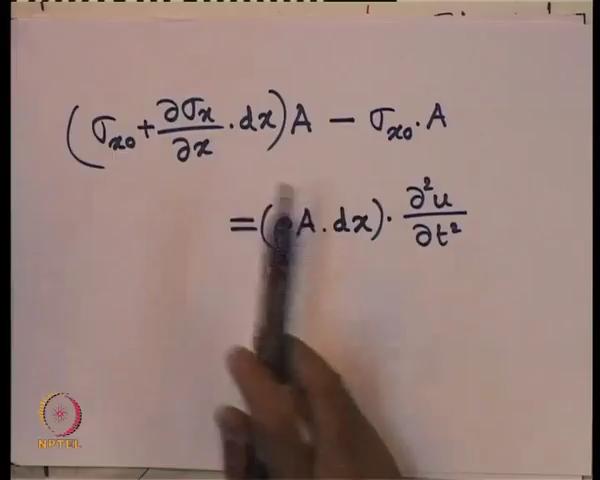 (σx0 + ∂σx/∂x . dx) A − σx0 . A
= (ρ A . dx) . ∂²u/∂t²
NPTEL